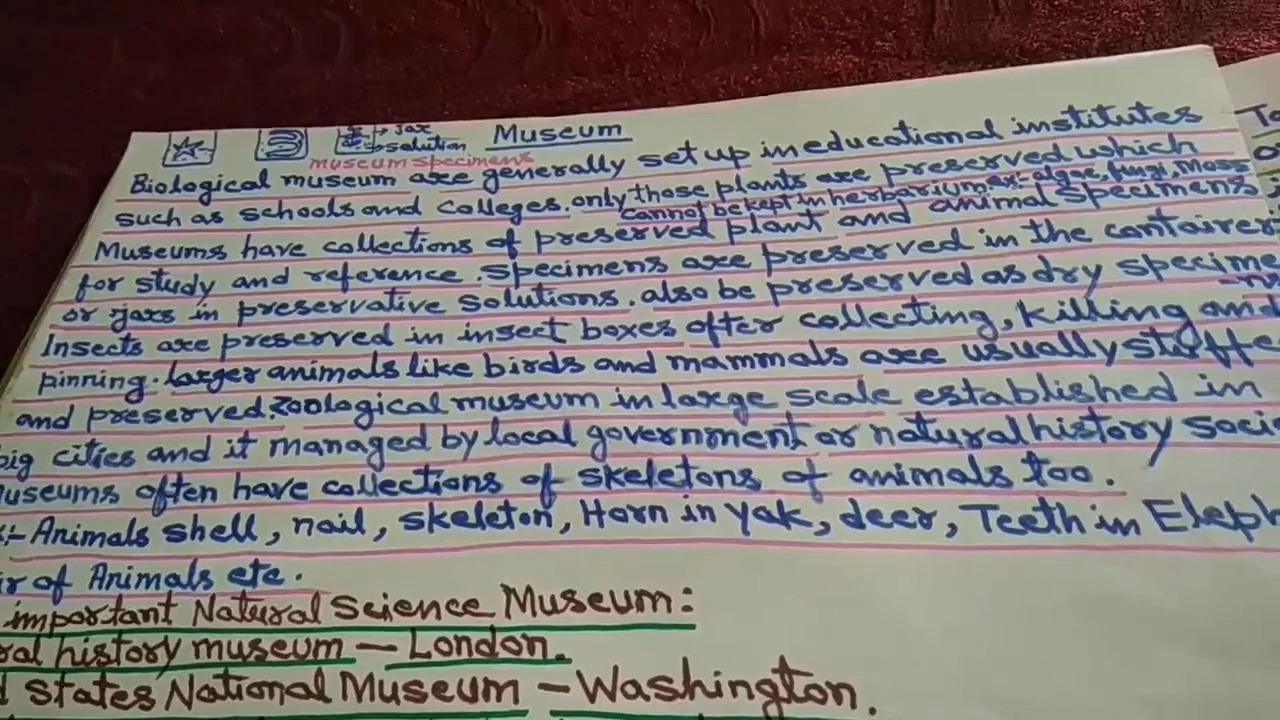 Jar
solution
Museum
museum specimens
Biological museum are generally set up in educational institutes
such as schools and colleges. only those plants are preserved which
cannot be kept in herbarium. ex:- algae, fungi, Moss
Museums have collections of preserved plant and animal specimens
for study and reference. Specimens are preserved in the
or jars in preservative solutions. also be preserved as dry
Insects are preserved in insect boxes after collecting, killing and
pinning. larger animals like birds and mammals are usually
and preserved. Zoological museum in large scale established in
big cities and it managed by local government or natural history
Museums often have collections of skeletons of animals too.
Animals shell, nail, skeleton, Horn in Yak, deer, Teeth in
of Animals etc.
important Natural Science Museum:
history museum - London.
States National Museum - Washington.